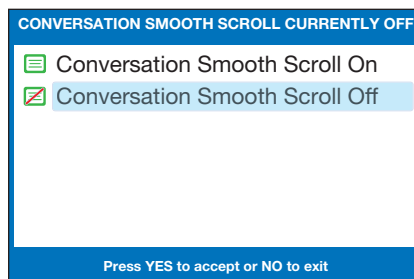 CONVERSATION SMOOTH SCROLL CURRENTLY OFF
Conversation Smooth Scroll On
Conversation Smooth Scroll Off
Press YES to accept or NO to exit